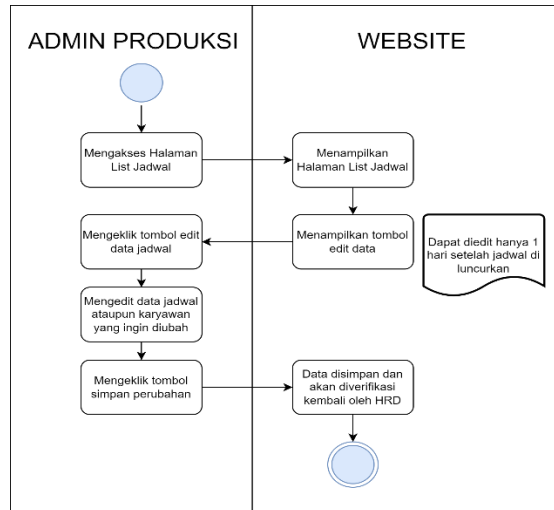 ADMIN PRODUKSI
WEBSITE
Mengakses Halaman
List Jadwal
Menampilkan
Halaman List Jadwal
Mengeklik tombol edit
data jadwal
Menampilkan tombol
edit data
Dapat diedit hanya 1
hari setelah jadwal di
luncurkan
Mengedit data jadwal
ataupun karyawan
yang ingin diubah
Mengeklik tombol
simpan perubahan
Data disimpan dan
akan diverifikasi
kembali oleh HRD